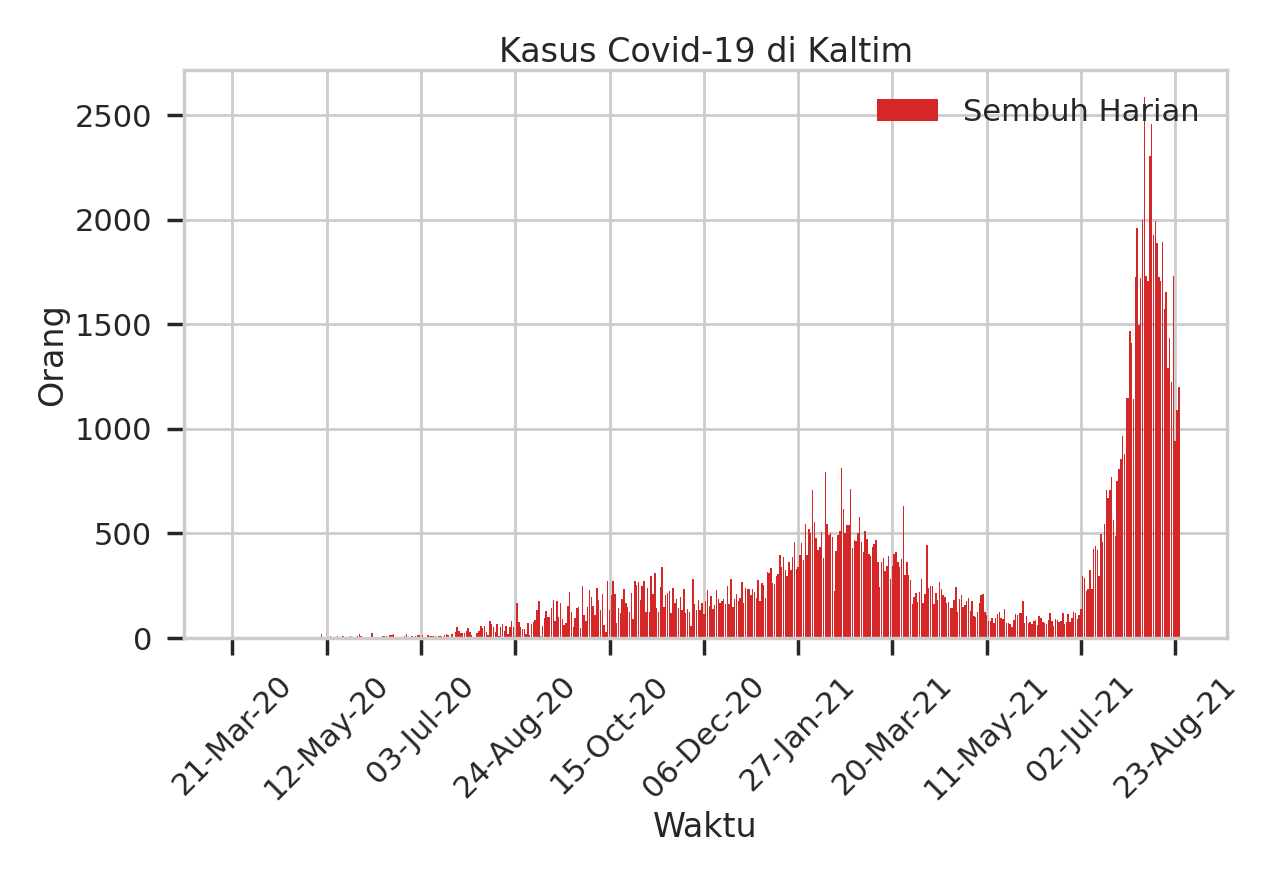 Kasus Covid-19 di Kaltim
Sembuh Harian
2500
2000
1500
1000
500
0
Orang
21-Mar-20
12-May-20
03-Jul-20
24-Aug-20
15-Oct-20
06-Dec-20
27-Jan-21
20-Mar-21
11-May-21
02-Jul-21
23-Aug-21
Waktu